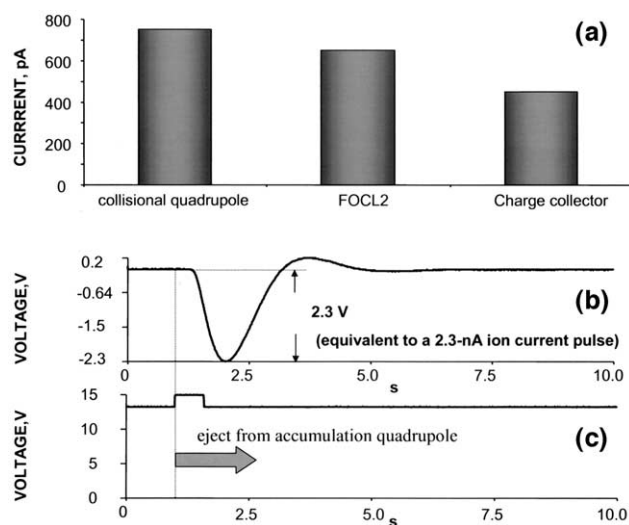 (a)
CURRRENT, pA
800
600
400
200
0
collisional quadrupole
FOCL2
Charge collector
(b)
VOLTAGE,V
0.2
-0.64
-1.5
-2.3
2.3 V
(equivalent to a 2.3-nA ion current pulse)
0 2.5 5.0 7.5 10.0
s
(c)
VOLTAGE,V
15
10
5
0
eject from accumulation quadrupole
0 2.5 5.0 7.5 10.0
s